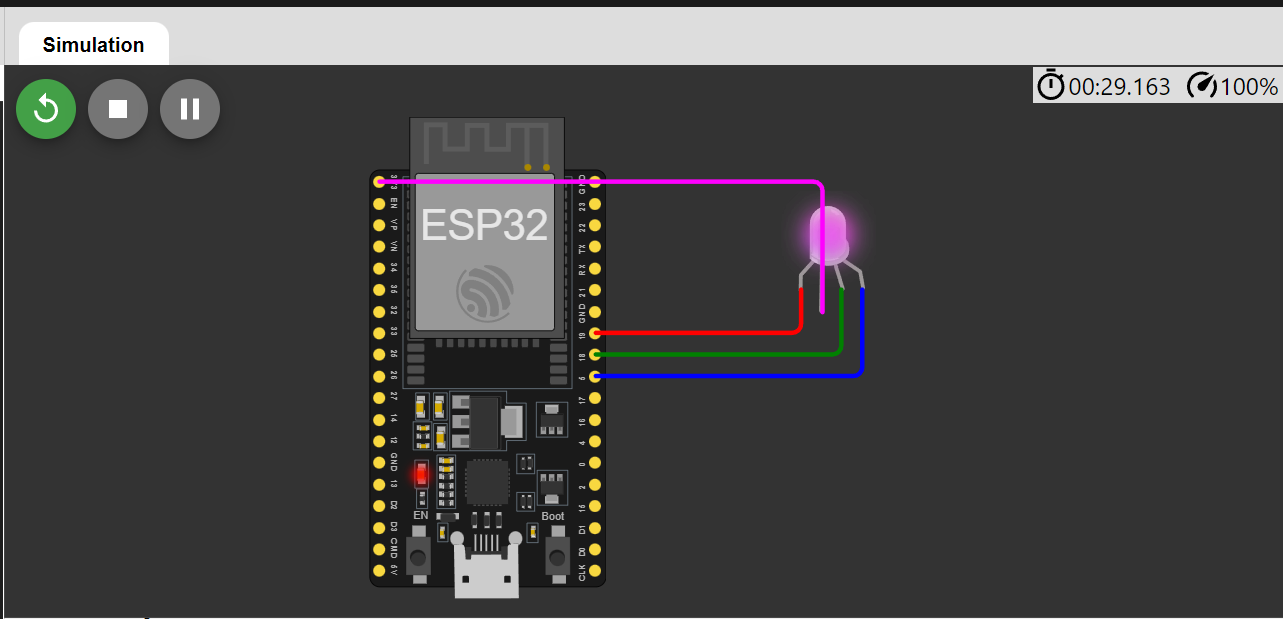 Simulation
00:29.163 100%
3V3
GND
EN
23
VP
22
VN
TX
34
RX
35
21
32
GND
33
19
25
18
26
5
27
17
14
16
12
4
GND
0
13
2
D2
15
D3
D1
CMD
D0
5V
CLK
ESP32
EN
Boot